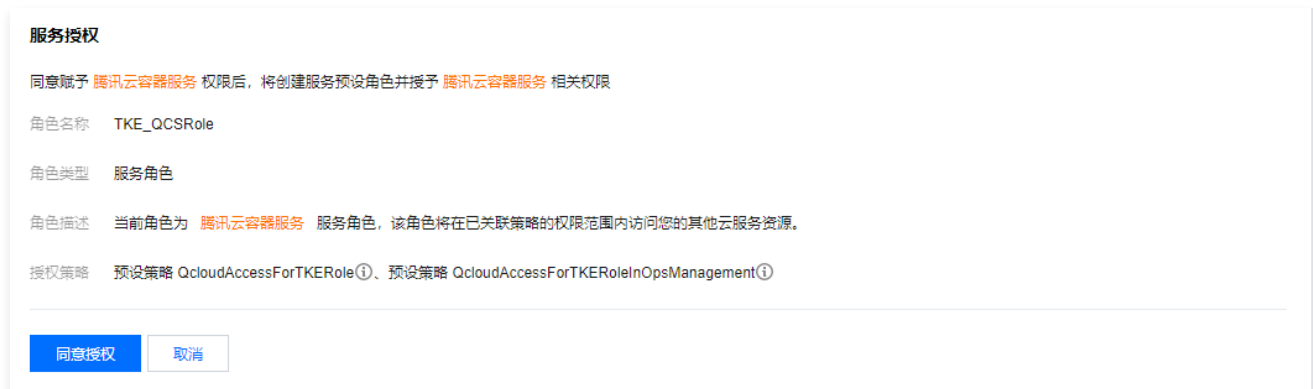 服务授权
同意赋予 腾讯云容器服务 权限后，将创建服务预设角色并授予 腾讯云容器服务 相关权限
角色名称 TKE_QCSRole
角色类型 服务角色
角色描述 当前角色为 腾讯云容器服务 服务角色，该角色将在已关联策略的权限范围内访问您的其他云服务资源。
授权策略 预设策略 QcloudAccessForTKERole、预设策略 QcloudAccessForTKERoleInOpsManagement
同意授权 取消